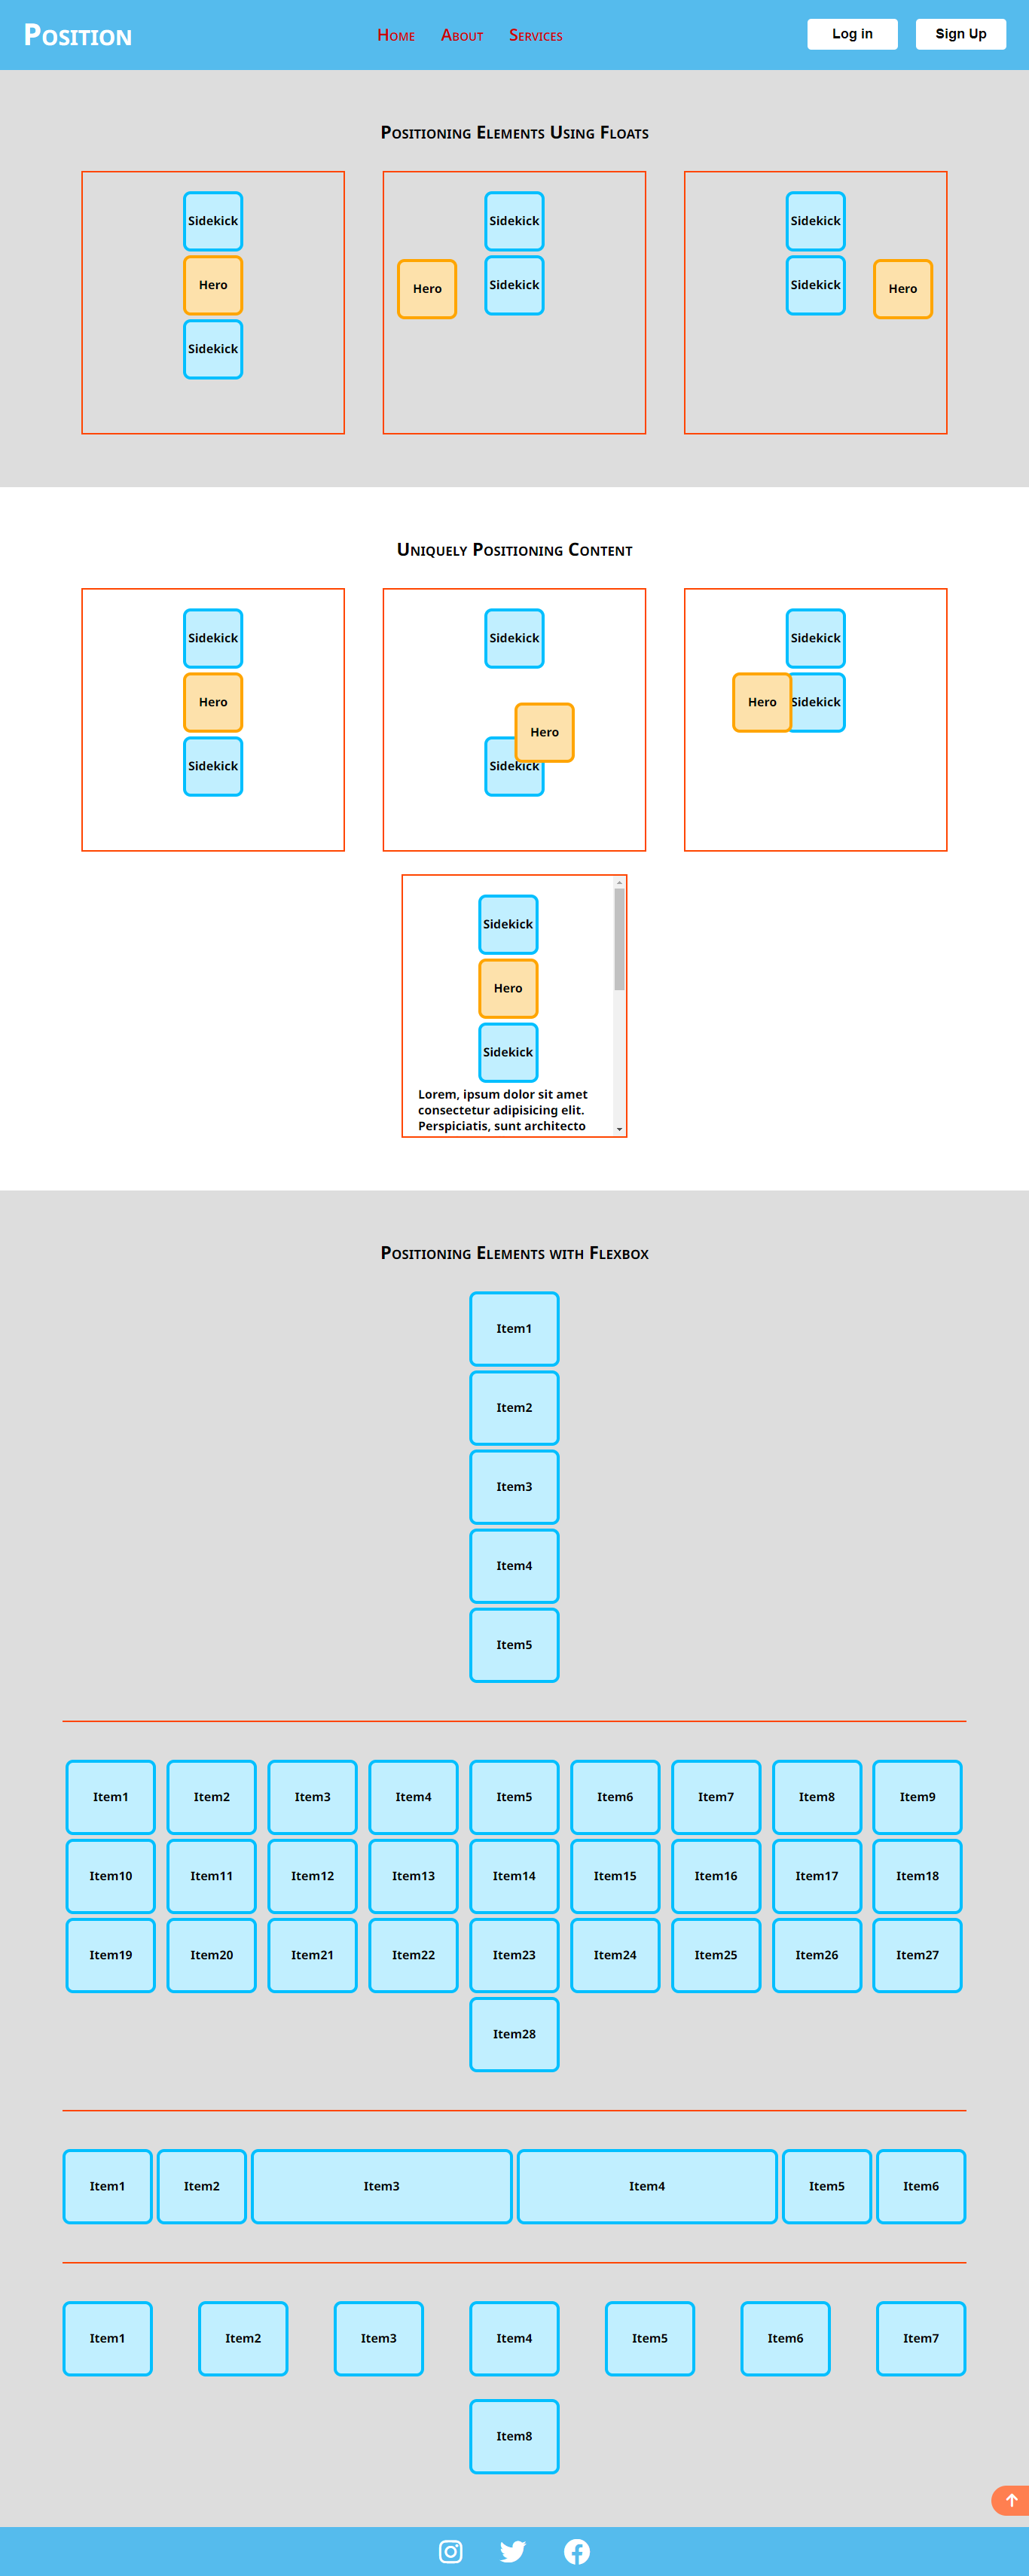 Position
Home About Services
Log in Sign Up
Positioning Elements Using Floats
Sidekick
Hero
Sidekick
Sidekick
Hero
Sidekick
Sidekick
Sidekick
Hero
Uniquely Positioning Content
Sidekick
Hero
Sidekick
Sidekick
Hero
Sidekick
Sidekick
Hero
Sidekick
Sidekick
Hero
Sidekick
Lorem, ipsum dolor sit amet
consectetur adipisicing elit.
Perspiciatis, sunt architecto
Positioning Elements with Flexbox
Item1
Item2
Item3
Item4
Item5
Item1 Item2 Item3 Item4 Item5 Item6 Item7 Item8 Item9
Item10 Item11 Item12 Item13 Item14 Item15 Item16 Item17 Item18
Item19 Item20 Item21 Item22 Item23 Item24 Item25 Item26 Item27
Item28
Item1 Item2 Item3 Item4 Item5 Item6
Item1 Item2 Item3 Item4 Item5 Item6 Item7
Item8